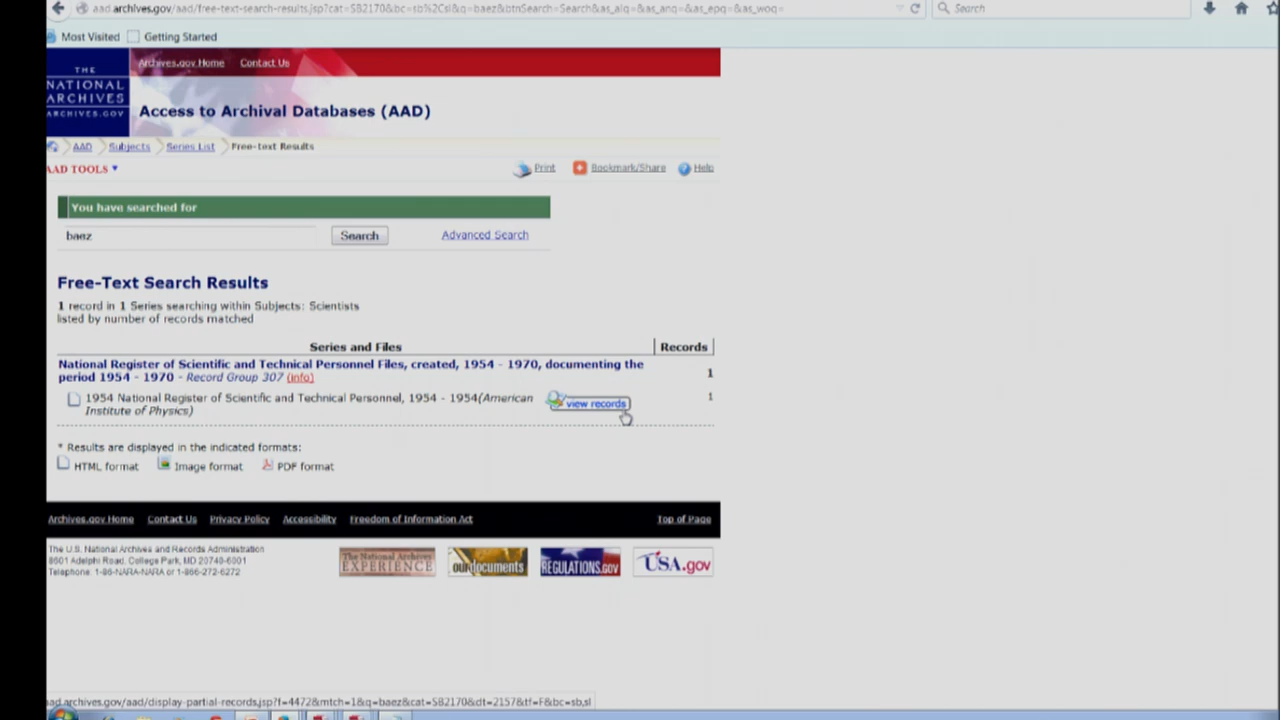 aad.archives.gov/aad/free-text-search-results.jsp?cat=SB2170&bc=sb%2Csl&q=baez&btnSearch=Search&as_alq=&as_anq=&as_epq=&as_woq=
Search
Most Visited Getting Started
Archives.gov Home Contact Us
THE
NATIONAL
ARCHIVES
ARCHIVES.GOV
Access to Archival Databases (AAD)
AAD Subjects Series List Free-text Results
AAD TOOLS Print Bookmark/Share Help
You have searched for
baez Search Advanced Search
Free-Text Search Results
1 record in 1 Series searching within Subjects: Scientists
listed by number of records matched
Series and Files Records
National Register of Scientific and Technical Personnel Files, created, 1954 - 1970, documenting the
period 1954 - 1970 - Record Group 307 (info) 1
1954 National Register of Scientific and Technical Personnel, 1954 - 1954(American
Institute of Physics) view records 1
* Results are displayed in the indicated formats:
HTML format Image format PDF format
Archives.gov Home Contact Us Privacy Policy Accessibility Freedom of Information Act Top of Page
The U.S. National Archives and Records Administration
8601 Adelphi Road, College Park, MD 20740-6001
Telephone: 1-86-NARA-NARA or 1-866-272-6272
The National Archives
EXPERIENCE
ourdocuments
REGULATIONS.gov
USA.gov
aad.archives.gov/aad/display-partial-records.jsp?f=4472&mtch=1&q=baez&cat=SB2170&dt=2157&tf=F&bc=sb,sl